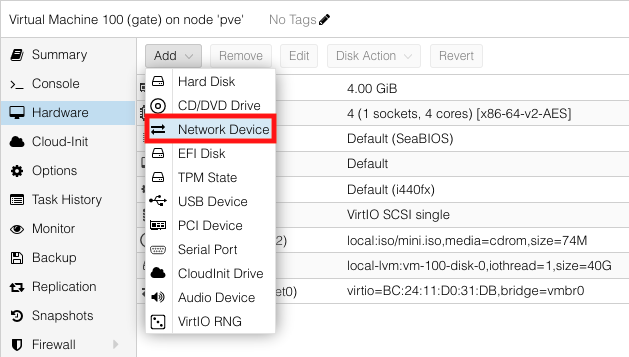 Virtual Machine 100 (gate) on node 'pve' No Tags
Summary
Console
Hardware
Cloud-Init
Options
Task History
Monitor
Backup
Replication
Snapshots
Firewall
Add Remove Edit Disk Action Revert
Hard Disk
CD/DVD Drive
Network Device
EFI Disk
TPM State
USB Device
PCI Device
Serial Port
CloudInit Drive
Audio Device
VirtIO RNG
4.00 GiB
4 (1 sockets, 4 cores) [x86-64-v2-AES]
Default (SeaBIOS)
Default
Default (i440fx)
VirtIO SCSI single
2) local:iso/mini.iso,media=cdrom,size=74M
local-lvm:vm-100-disk-0,iothread=1,size=40G
et0) virtio=BC:24:11:D0:31:DB,bridge=vmbr0